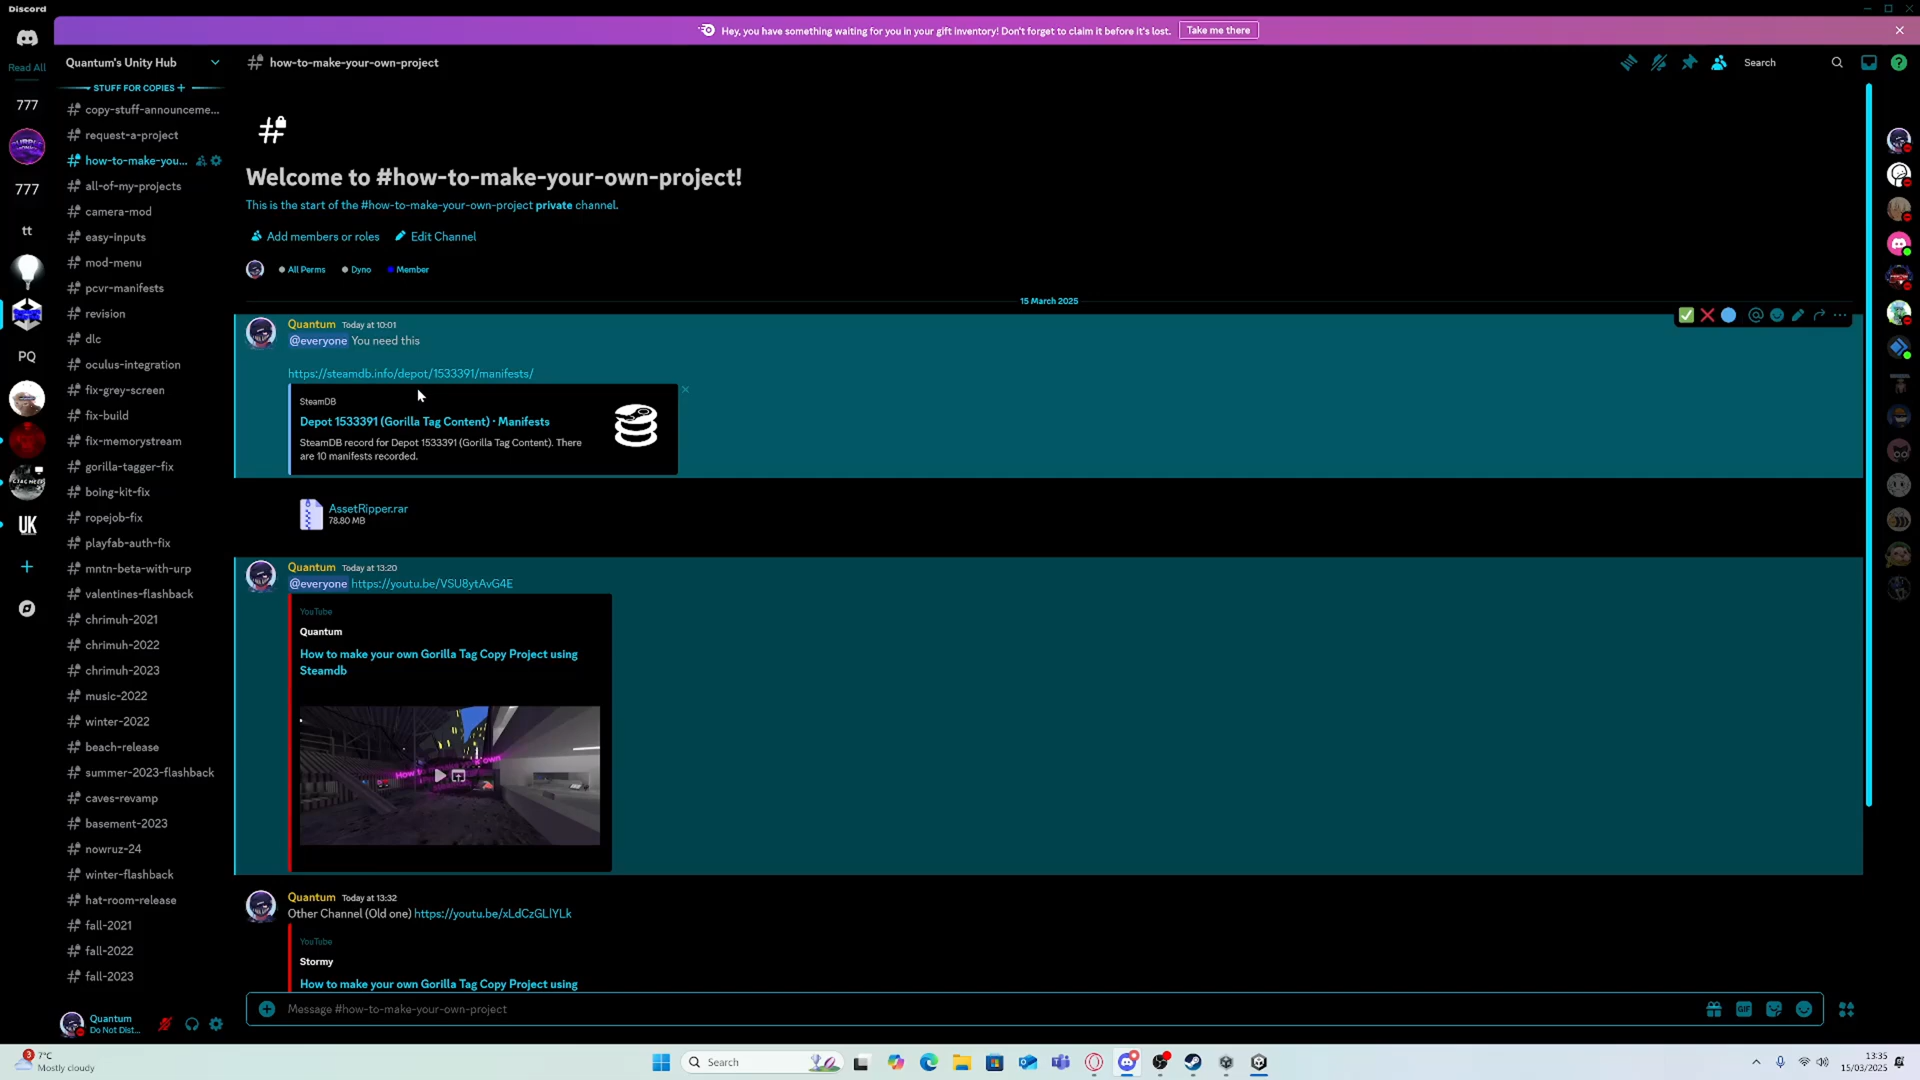 Discord
Hey, you have something waiting for you in your gift inventory! Don't forget to claim it before it's lost.
Take me there
Read All
Quantum's Unity Hub
how-to-make-your-own-project
Search
777
777
tt
PQ
UK
STUFF FOR COPIES +
copy-stuff-announceme...
request-a-project
how-to-make-you...
all-of-my-projects
camera-mod
easy-inputs
mod-menu
pcvr-manifests
revision
dlc
oculus-integration
fix-grey-screen
fix-build
fix-memorystream
gorilla-tagger-fix
boing-kit-fix
ropejob-fix
playfab-auth-fix
mntn-beta-with-urp
valentines-flashback
chrimuh-2021
chrimuh-2022
chrimuh-2023
music-2022
winter-2022
beach-release
summer-2023-flashback
caves-revamp
basement-2023
nowruz-24
winter-flashback
hat-room-release
fall-2021
fall-2022
fall-2023
Quantum
Do Not Dist...
Welcome to #how-to-make-your-own-project!
This is the start of the #how-to-make-your-own-project private channel.
Add members or roles
Edit Channel
All Perms
Dyno
Member
15 March 2025
Quantum Today at 10:01
@everyone You need this
https://steamdb.info/depot/1533391/manifests/
SteamDB
Depot 1533391 (Gorilla Tag Content) · Manifests
SteamDB record for Depot 1533391 (Gorilla Tag Content). There
are 10 manifests recorded.
AssetRipper.rar
78.80 MB
Quantum Today at 13:20
@everyone https://youtu.be/VSU8ytAvG4E
YouTube
Quantum
How to make your own Gorilla Tag Copy Project using
Steamdb
Quantum Today at 13:32
Other Channel (Old one) https://youtu.be/xLdCzGLlYLk
YouTube
Stormy
How to make your own Gorilla Tag Copy Project using
Message #how-to-make-your-own-project
GIF
3
7°C
Mostly cloudy
Search
13:35
15/03/2025